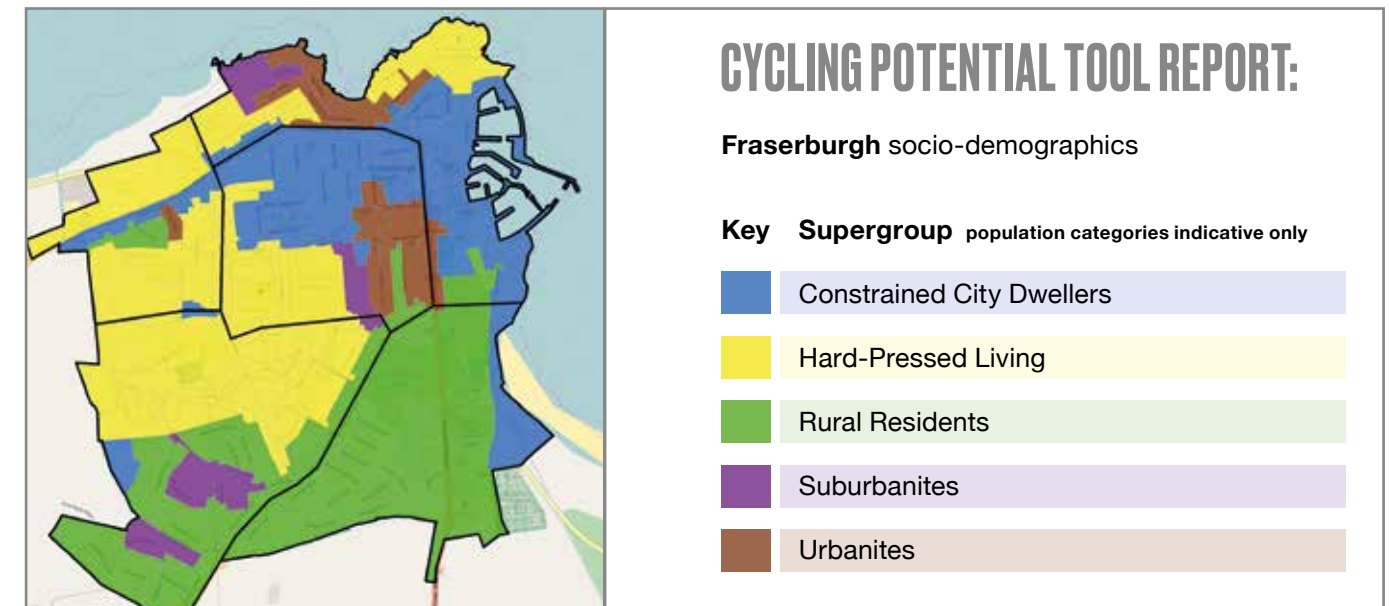 CYCLING POTENTIAL TOOL REPORT:
Fraserburgh socio-demographics
Key Supergroup population categories indicative only
Constrained City Dwellers
Hard-Pressed Living
Rural Residents
Suburbanites
Urbanites